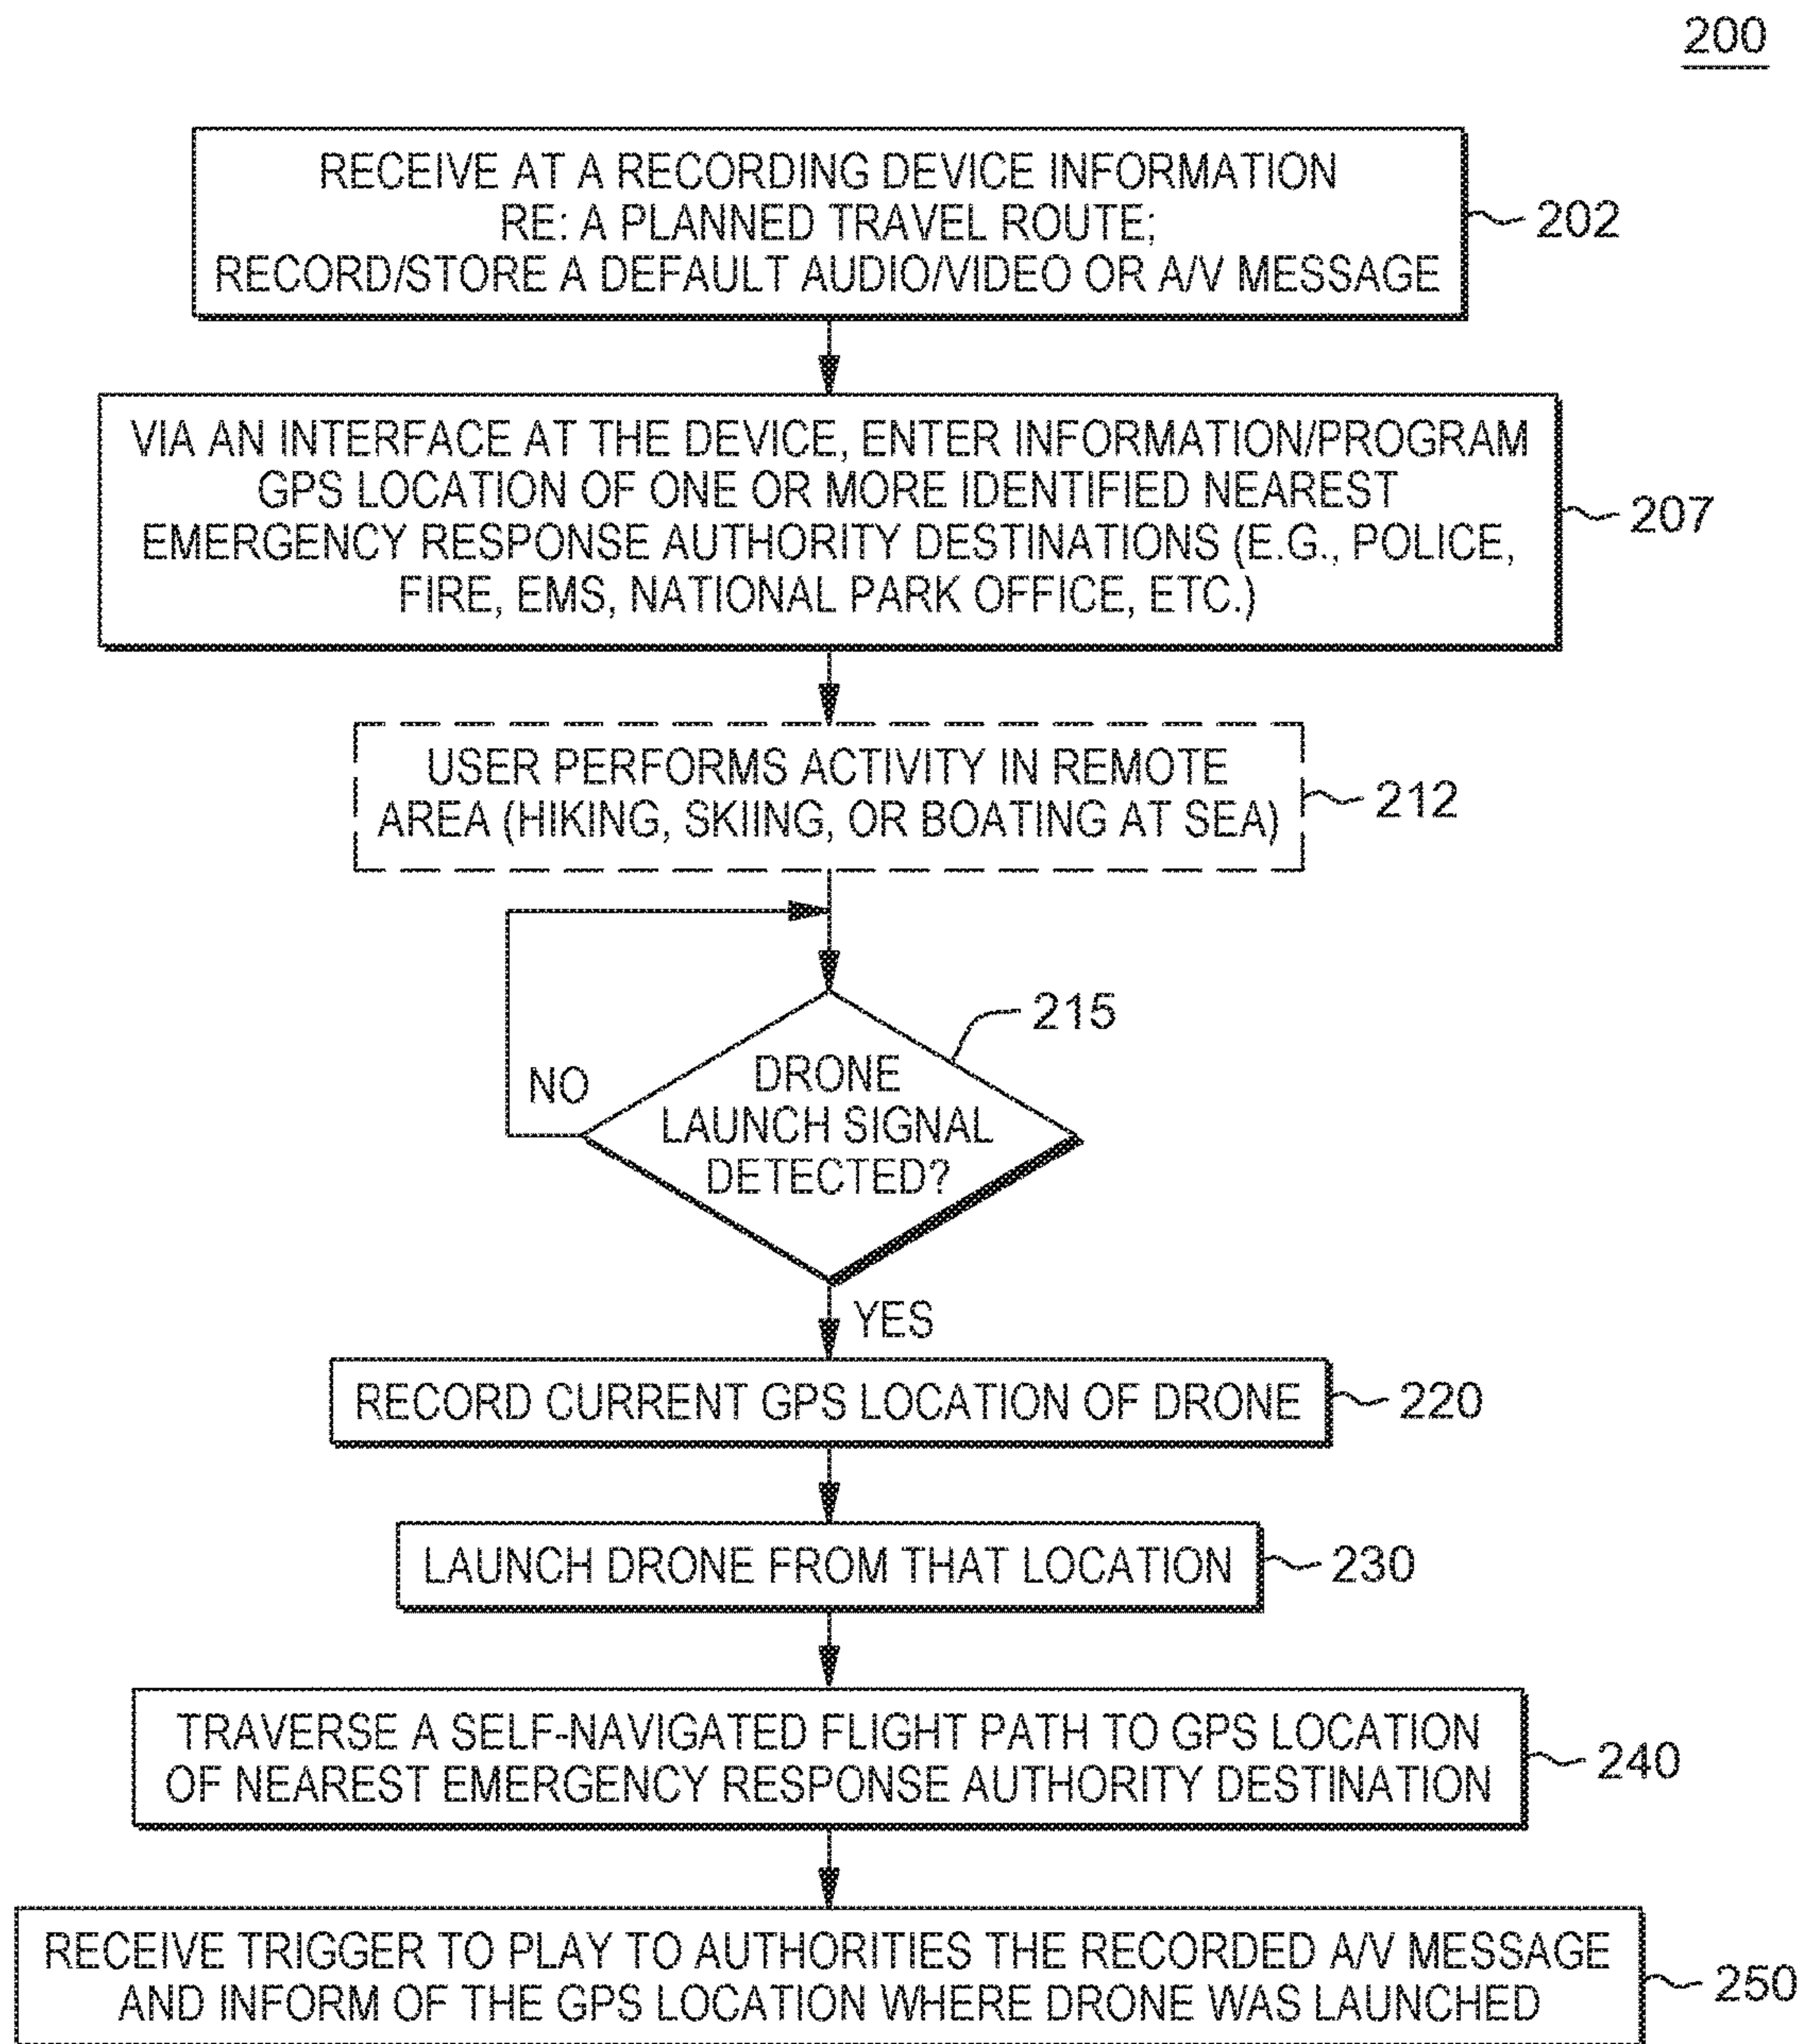 200
RECEIVE AT A RECORDING DEVICE INFORMATION
RE: A PLANNED TRAVEL ROUTE;
RECORD/STORE A DEFAULT AUDIO/VIDEO OR A/V MESSAGE
202
VIA AN INTERFACE AT THE DEVICE, ENTER INFORMATION/PROGRAM
GPS LOCATION OF ONE OR MORE IDENTIFIED NEAREST
EMERGENCY RESPONSE AUTHORITY DESTINATIONS (E.G., POLICE,
FIRE, EMS, NATIONAL PARK OFFICE, ETC.)
207
USER PERFORMS ACTIVITY IN REMOTE
AREA (HIKING, SKIING, OR BOATING AT SEA)
212
215
NO
DRONE
LAUNCH SIGNAL
DETECTED?
YES
RECORD CURRENT GPS LOCATION OF DRONE
220
LAUNCH DRONE FROM THAT LOCATION
230
TRAVERSE A SELF-NAVIGATED FLIGHT PATH TO GPS LOCATION
OF NEAREST EMERGENCY RESPONSE AUTHORITY DESTINATION
240
RECEIVE TRIGGER TO PLAY TO AUTHORITIES THE RECORDED A/V MESSAGE
AND INFORM OF THE GPS LOCATION WHERE DRONE WAS LAUNCHED
250